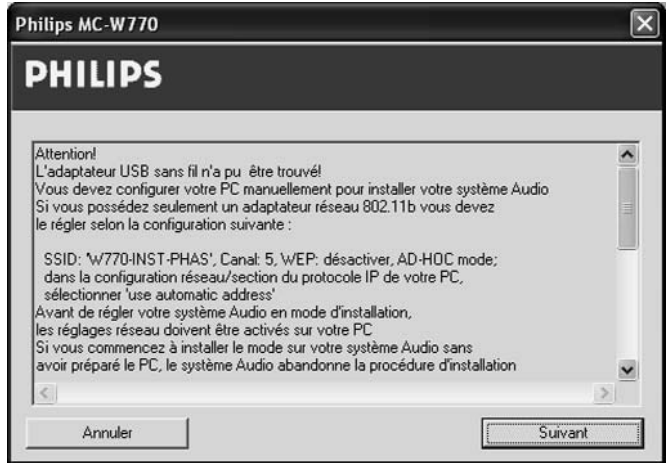 Philips MC-W770
PHILIPS
Attention!
L'adaptateur USB sans fil n'a pu être trouvé!
Vous devez configurer votre PC manuellement pour installer votre système Audio
Si vous possédez seulement un adaptateur réseau 802.11b vous devez
le régler selon la configuration suivante :
SSID: 'W770-INST-PHAS', Canal: 5, WEP: désactiver, AD-HOC mode;
dans la configuration réseau/section du protocole IP de votre PC,
sélectionner 'use automatic address'
Avant de régler votre système Audio en mode d'installation,
les réglages réseau doivent être activés sur votre PC
Si vous commencez à installer le mode sur votre système Audio sans
avoir préparé le PC, le système Audio abandonne la procédure d'installation
Annuler
Suivant